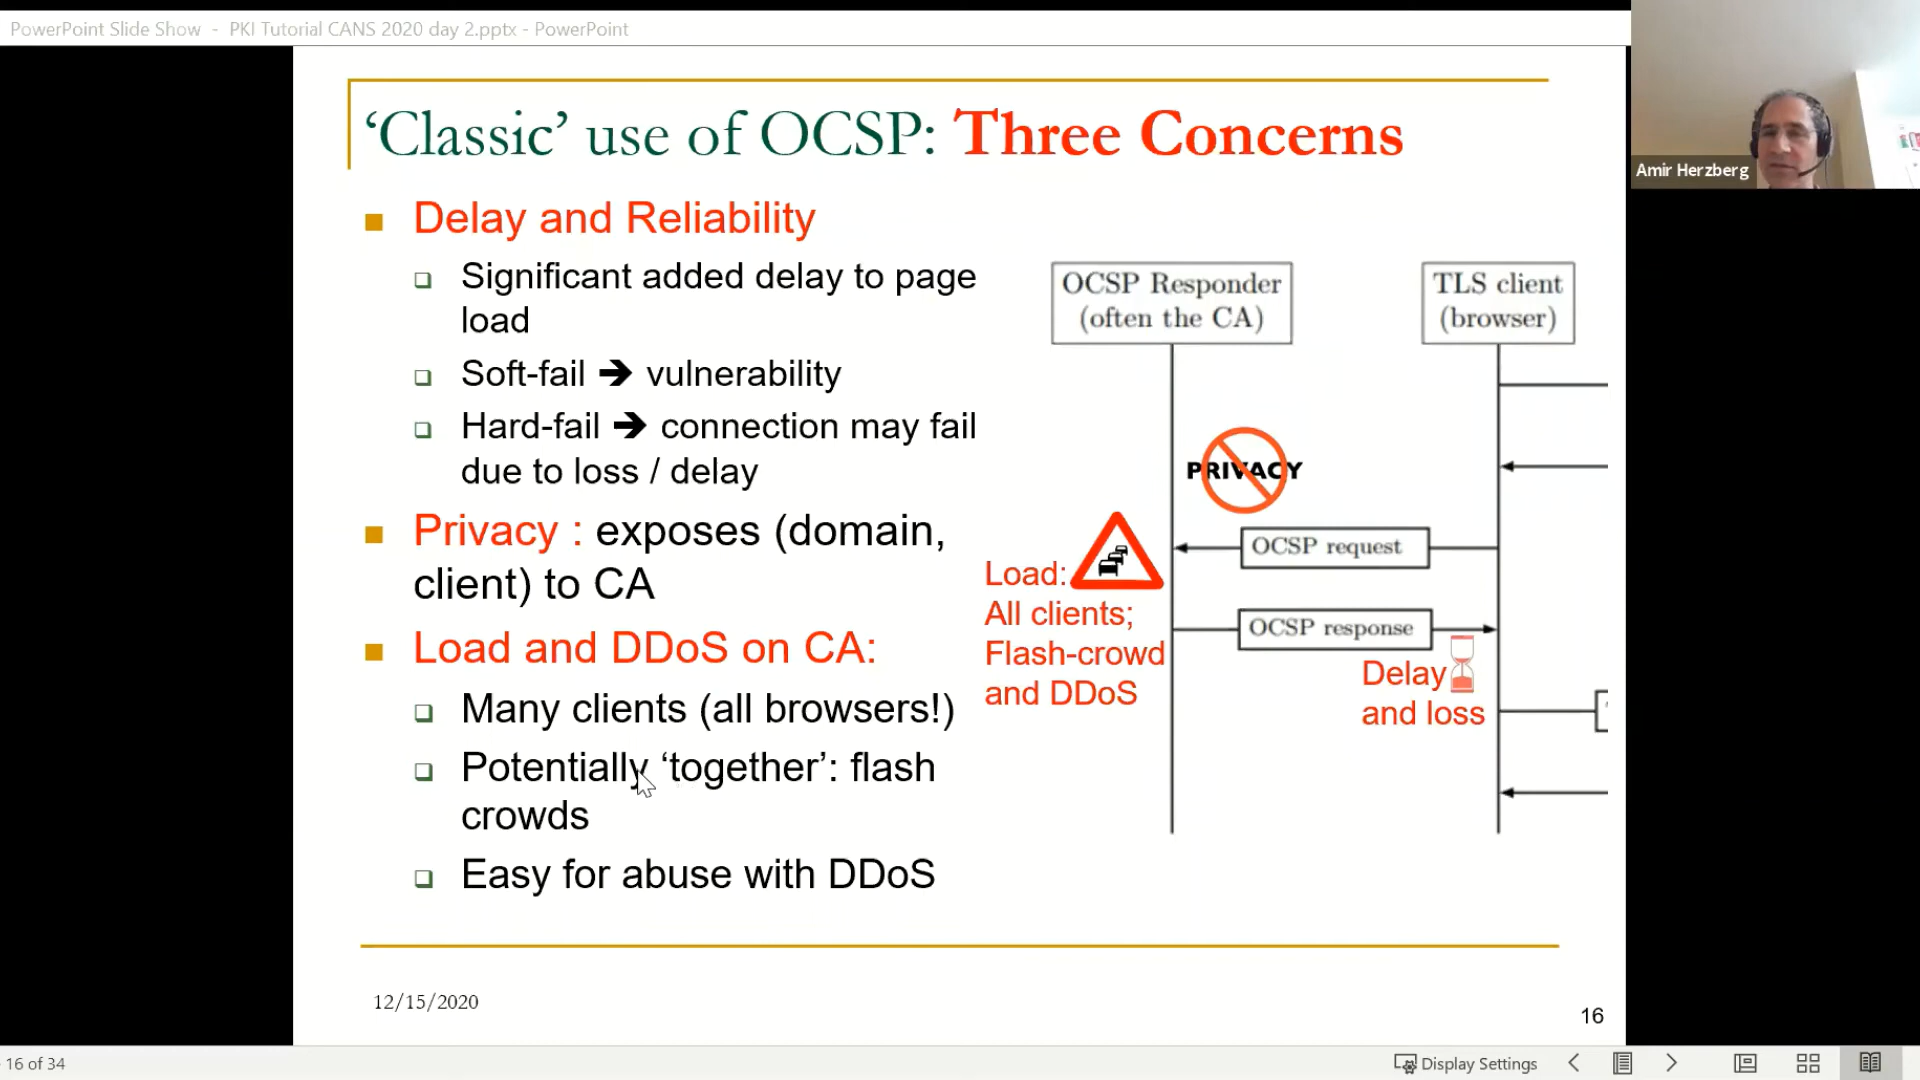 PowerPoint Slide Show - PKI Tutorial CANS 2020 day 2.pptx - PowerPoint
Amir Herzberg
‘Classic’ use of OCSP: Three Concerns
Delay and Reliability
Significant added delay to page
load
Soft-fail ➔ vulnerability
Hard-fail ➔ connection may fail
due to loss / delay
Privacy : exposes (domain,
client) to CA
Load and DDoS on CA:
Many clients (all browsers!)
Potentially ‘together’: flash
crowds
Easy for abuse with DDoS
OCSP Responder
(often the CA)
TLS client
(browser)
PRIVACY
OCSP request
Load:
All clients;
Flash-crowd
and DDoS
OCSP response
Delay
and loss
12/15/2020
16
16 of 34
Display Settings